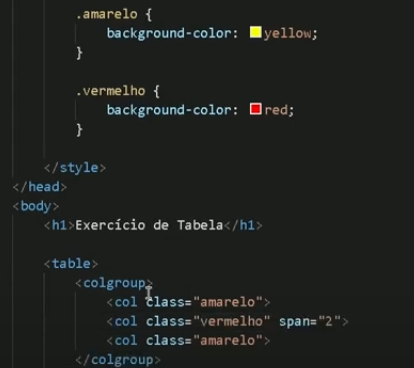 .amarelo {
background-color: yellow;
}
.vermelho {
background-color: red;
}
</style>
</head>
<body>
<h1>Exercício de Tabela</h1>
<table>
<colgroup>
<col class="amarelo">
<col class="vermelho" span="2">
<col class="amarelo">
</colgroup>